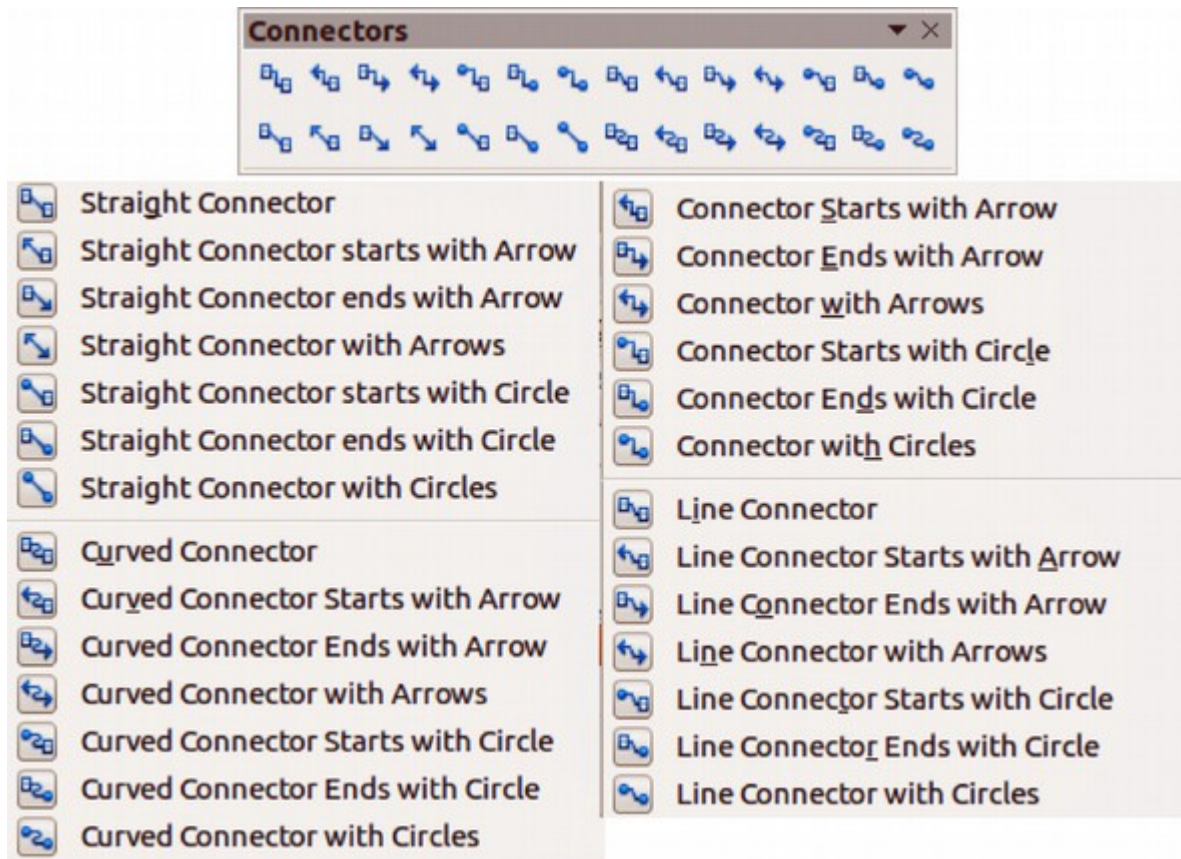 Connectors
Straight Connector
Straight Connector starts with Arrow
Straight Connector ends with Arrow
Straight Connector with Arrows
Straight Connector starts with Circle
Straight Connector ends with Circle
Straight Connector with Circles
Curved Connector
Curved Connector Starts with Arrow
Curved Connector Ends with Arrow
Curved Connector with Arrows
Curved Connector Starts with Circle
Curved Connector Ends with Circle
Curved Connector with Circles
Connector Starts with Arrow
Connector Ends with Arrow
Connector with Arrows
Connector Starts with Circle
Connector Ends with Circle
Connector with Circles
Line Connector
Line Connector Starts with Arrow
Line Connector Ends with Arrow
Line Connector with Arrows
Line Connector Starts with Circle
Line Connector Ends with Circle
Line Connector with Circles